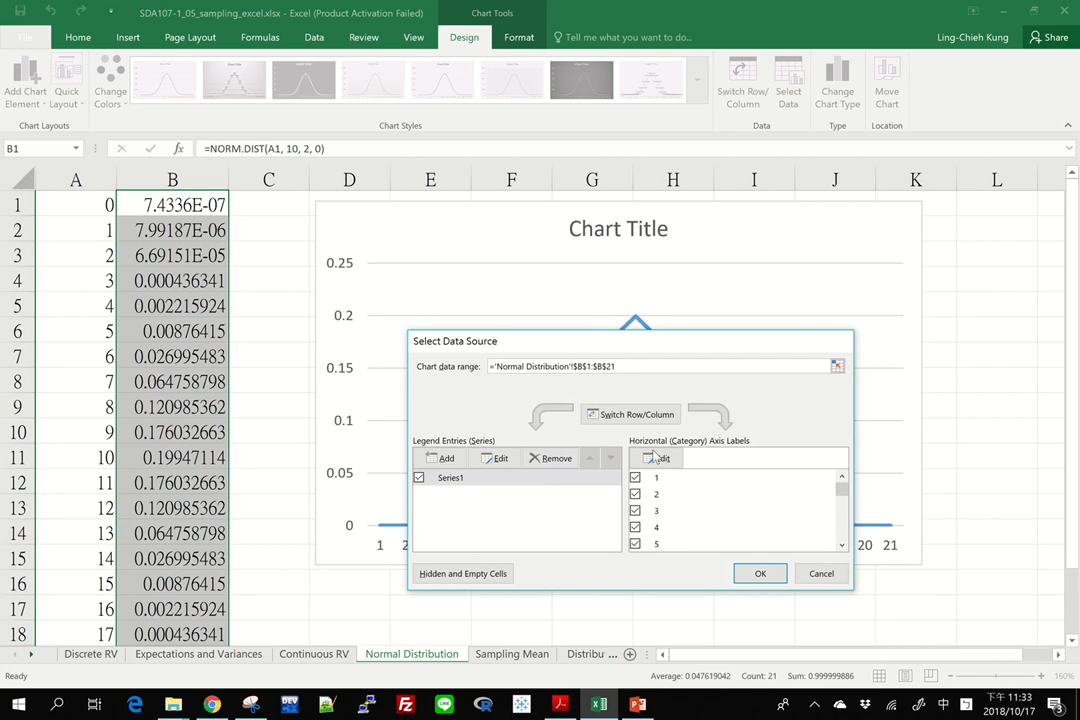 SDA107-1_05_sampling_excel.xlsx - Excel (Product Activation Failed)
Chart Tools
File
Home
Insert
Page Layout
Formulas
Data
Review
View
Design
Format
Tell me what you want to do...
Ling-Chieh Kung
Share
Add Chart
Element
Quick
Layout
Change
Colors
Switch Row/
Column
Select
Data
Change
Chart Type
Move
Chart
Chart Layouts
Chart Styles
Data
Type
Location
B1
fx
=NORM.DIST(A1, 10, 2, 0)
A B C D E F G H I J K L
1 0 7.4336E-07
2 1 7.99187E-06
3 2 6.69151E-05
4 3 0.000436341
5 4 0.002215924
6 5 0.00876415
7 6 0.026995483
8 7 0.064758798
9 8 0.120985362
10 9 0.176032663
11 10 0.19947114
12 11 0.176032663
13 12 0.120985362
14 13 0.064758798
15 14 0.026995483
16 15 0.00876415
17 16 0.002215924
18 17 0.000436341
Chart Title
0.25
0.2
0.15
0.1
0.05
0
1 2
20 21
Select Data Source
Chart data range:
='Normal Distribution'!$B$1:$B$21
Switch Row/Column
Legend Entries (Series)
Add
Edit
Remove
Series1
Horizontal (Category) Axis Labels
Edit
1
2
3
4
5
Hidden and Empty Cells
OK
Cancel
Discrete RV
Expectations and Variances
Continuous RV
Normal Distribution
Sampling Mean
Distribu ...
Ready
Average: 0.047619042
Count: 21
Sum: 0.999999886
160%
DEV
LINE
中
下午 11:33
2018/10/17
3